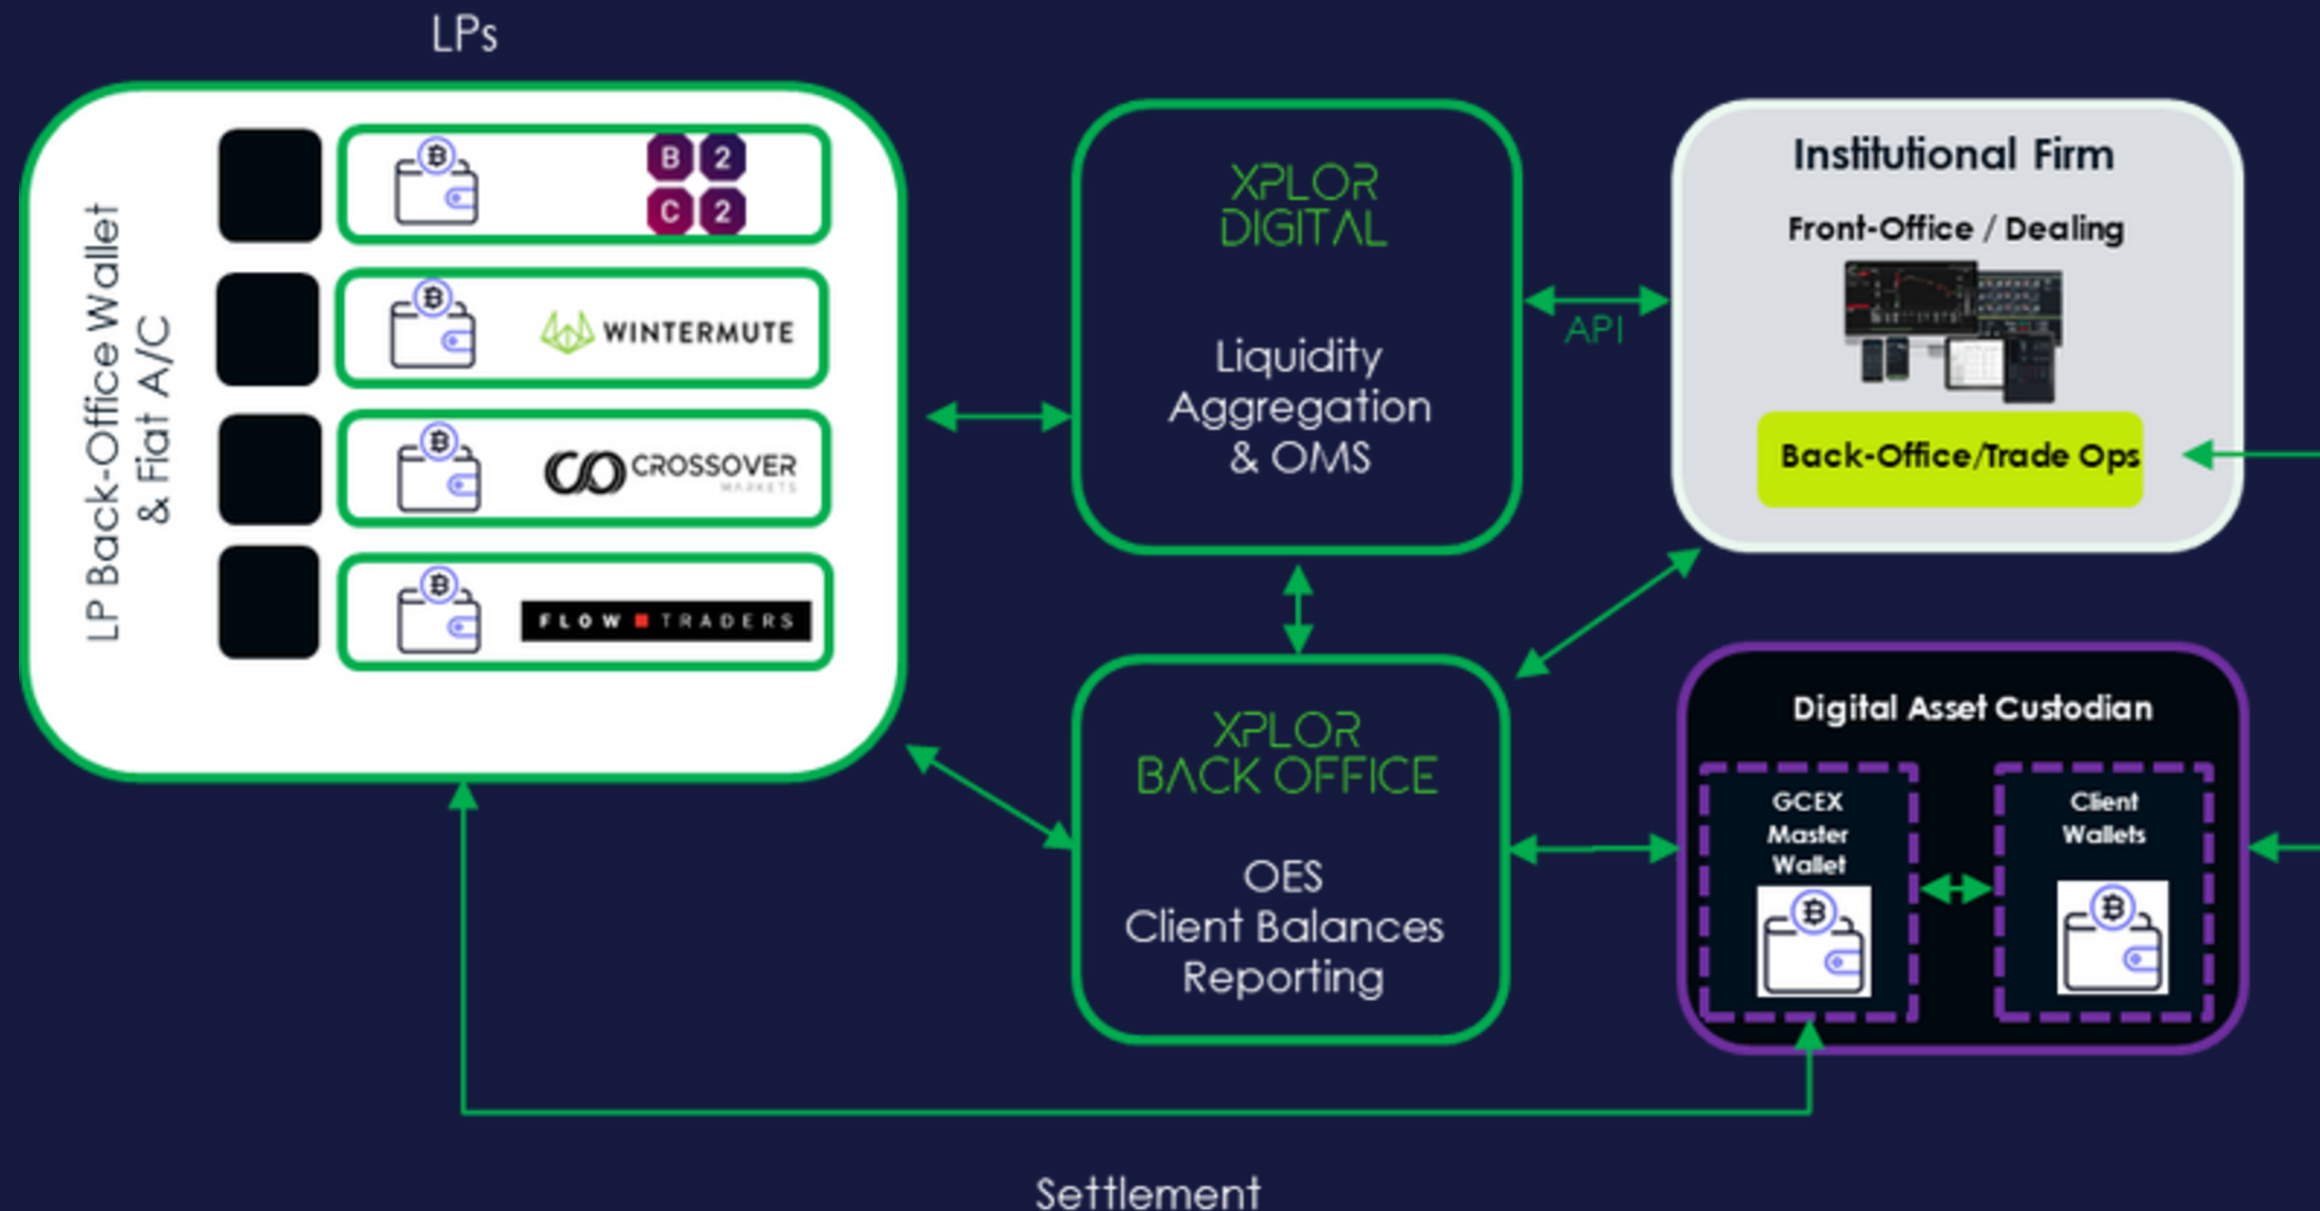 LPs
LP Back-Office Wallet
& Fiat A/C
B 2
C 2
WINTERMUTE
CROSSOVER
MARKETS
FLOW TRADERS
XPLOR
DIGITAL
Liquidity
Aggregation
& OMS
API
Institutional Firm
Front-Office / Dealing
Back-Office/Trade Ops
XPLOR
BACK OFFICE
OES
Client Balances
Reporting
Digital Asset Custodian
GCEX
Master
Wallet
Client
Wallets
Settlement